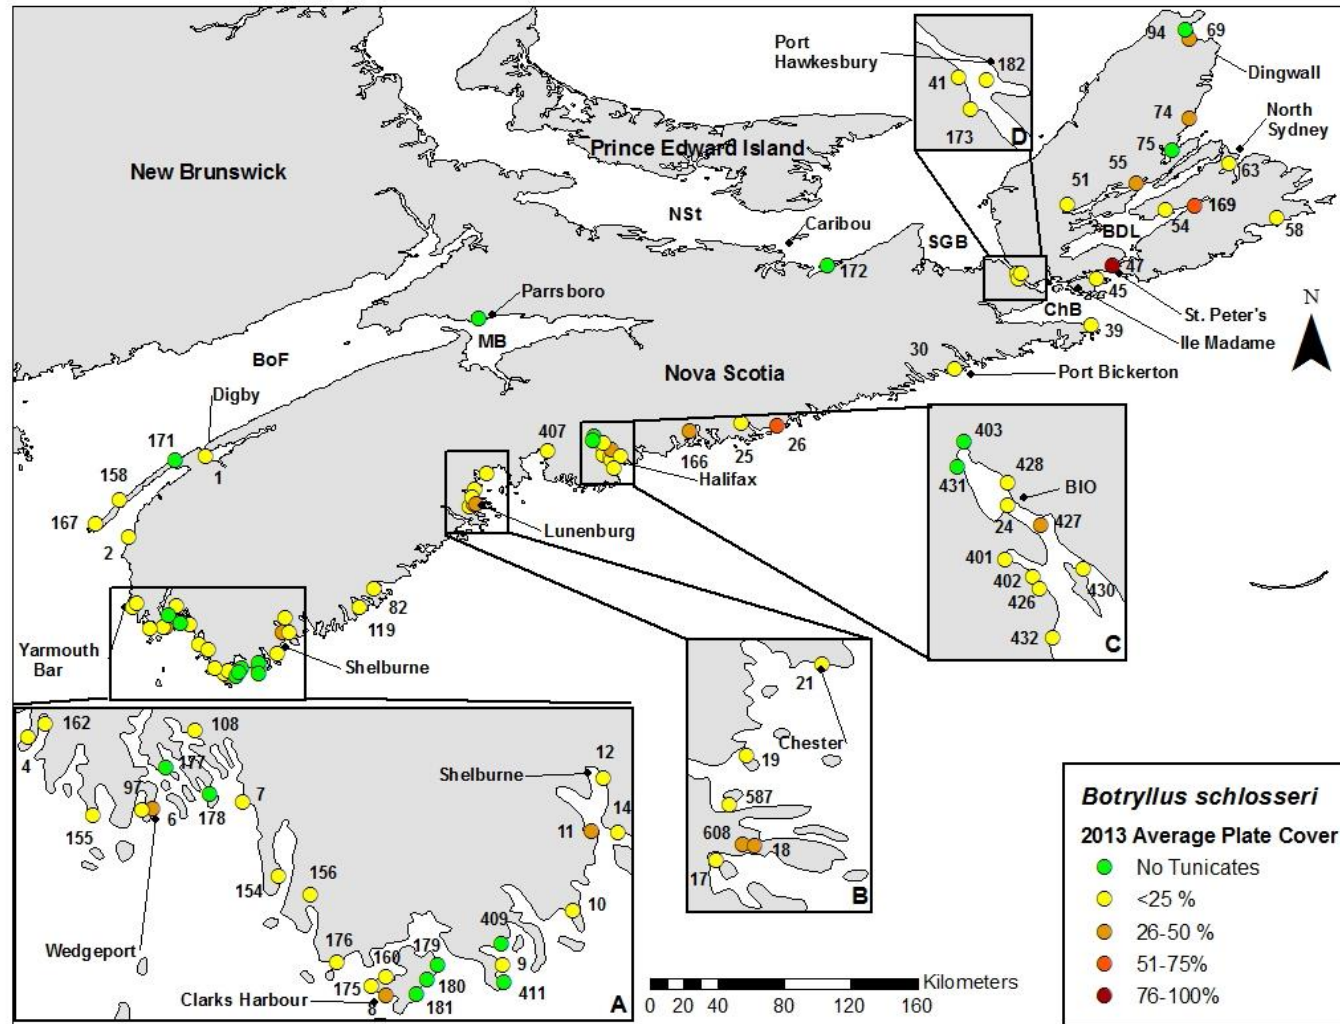 New Brunswick
Prince Edward Island
NSt
Caribou
172
SGB
Parrsboro
MB
BoF
Nova Scotia
Digby
171
1
158
167
2
Yarmouth
Bar
Shelburne
119
82
Lunenburg
407
Halifax
166
25
26
30
Port Bickerton
39
ChB
Ile Madame
St. Peter's
45
47
BDL
51
55
54
169
58
63
North
Sydney
75
74
Dingwall
94
69
N
Port
Hawkesbury
182
41
173
D
403
431
428
BIO
24
427
401
402
426
430
432
C
21
Chester
19
587
608
18
17
B
162
4
108
177
97
6
178
7
155
154
156
Wedgeport
176
160
175
Clarks Harbour
8
179
180
181
409
9
411
10
Shelburne
12
11
14
A
Kilometers
0 20 40 80 120 160
Botryllus schlosseri
2013 Average Plate Cover
No Tunicates
<25 %
26-50 %
51-75%
76-100%